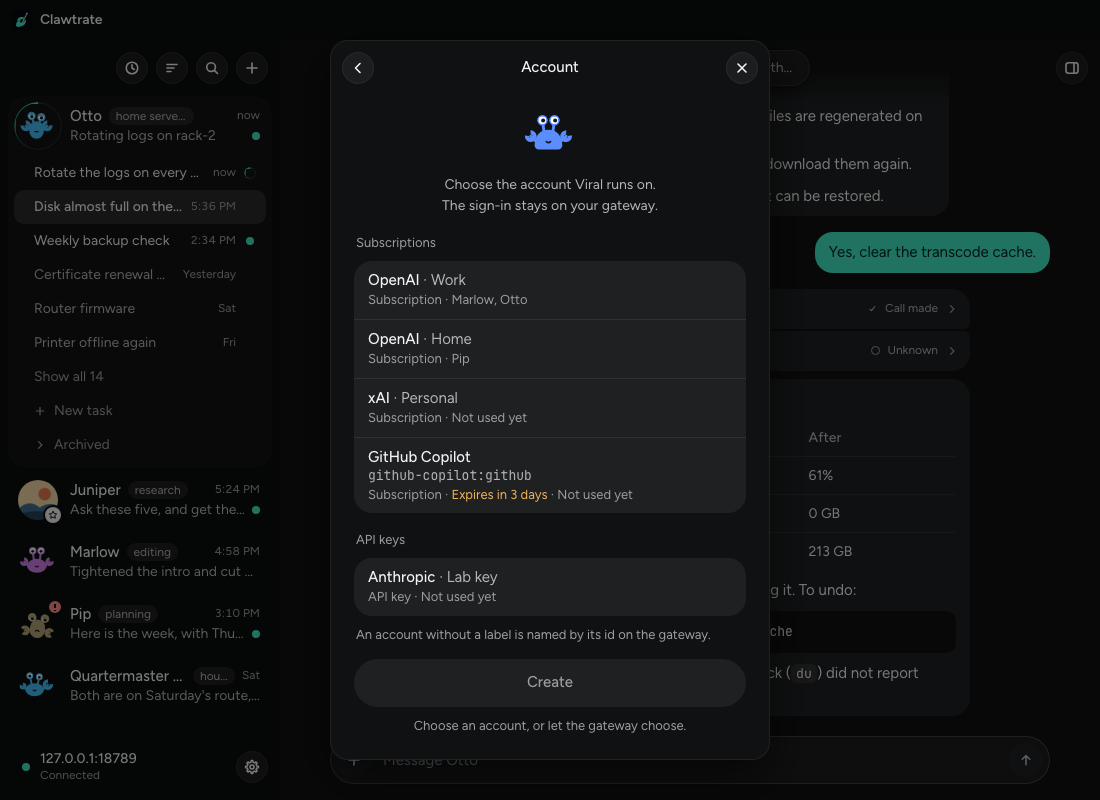 Clawtrate
Otto home serve... now
Rotating logs on rack-2
Rotate the logs on every ... now
Disk almost full on the... 5:36 PM
Weekly backup check 2:34 PM
Certificate renewal ... Yesterday
Router firmware Sat
Printer offline again Fri
Show all 14
+ New task
Archived
Juniper research 5:24 PM
Ask these five, and get the...
Marlow editing 4:58 PM
Tightened the intro and cut ...
Pip planning 3:10 PM
Here is the week, with Thu...
Quartermaster ... hou... Sat
Both are on Saturday's route,...
127.0.0.1:18789
Connected
Account
Choose the account Viral runs on.
The sign-in stays on your gateway.
Subscriptions
OpenAI · Work
Subscription · Marlow, Otto
OpenAI · Home
Subscription · Pip
xAI · Personal
Subscription · Not used yet
GitHub Copilot
github-copilot:github
Subscription · Expires in 3 days · Not used yet
API keys
Anthropic · Lab key
API key · Not used yet
An account without a label is named by its id on the gateway.
Create
Choose an account, or let the gateway choose.
th...
are regenerated on
download them again.
can be restored.
Yes, clear the transcode cache.
Call made
Unknown
After
61%
0 GB
213 GB
it. To undo:
( du ) did not report
Message Otto